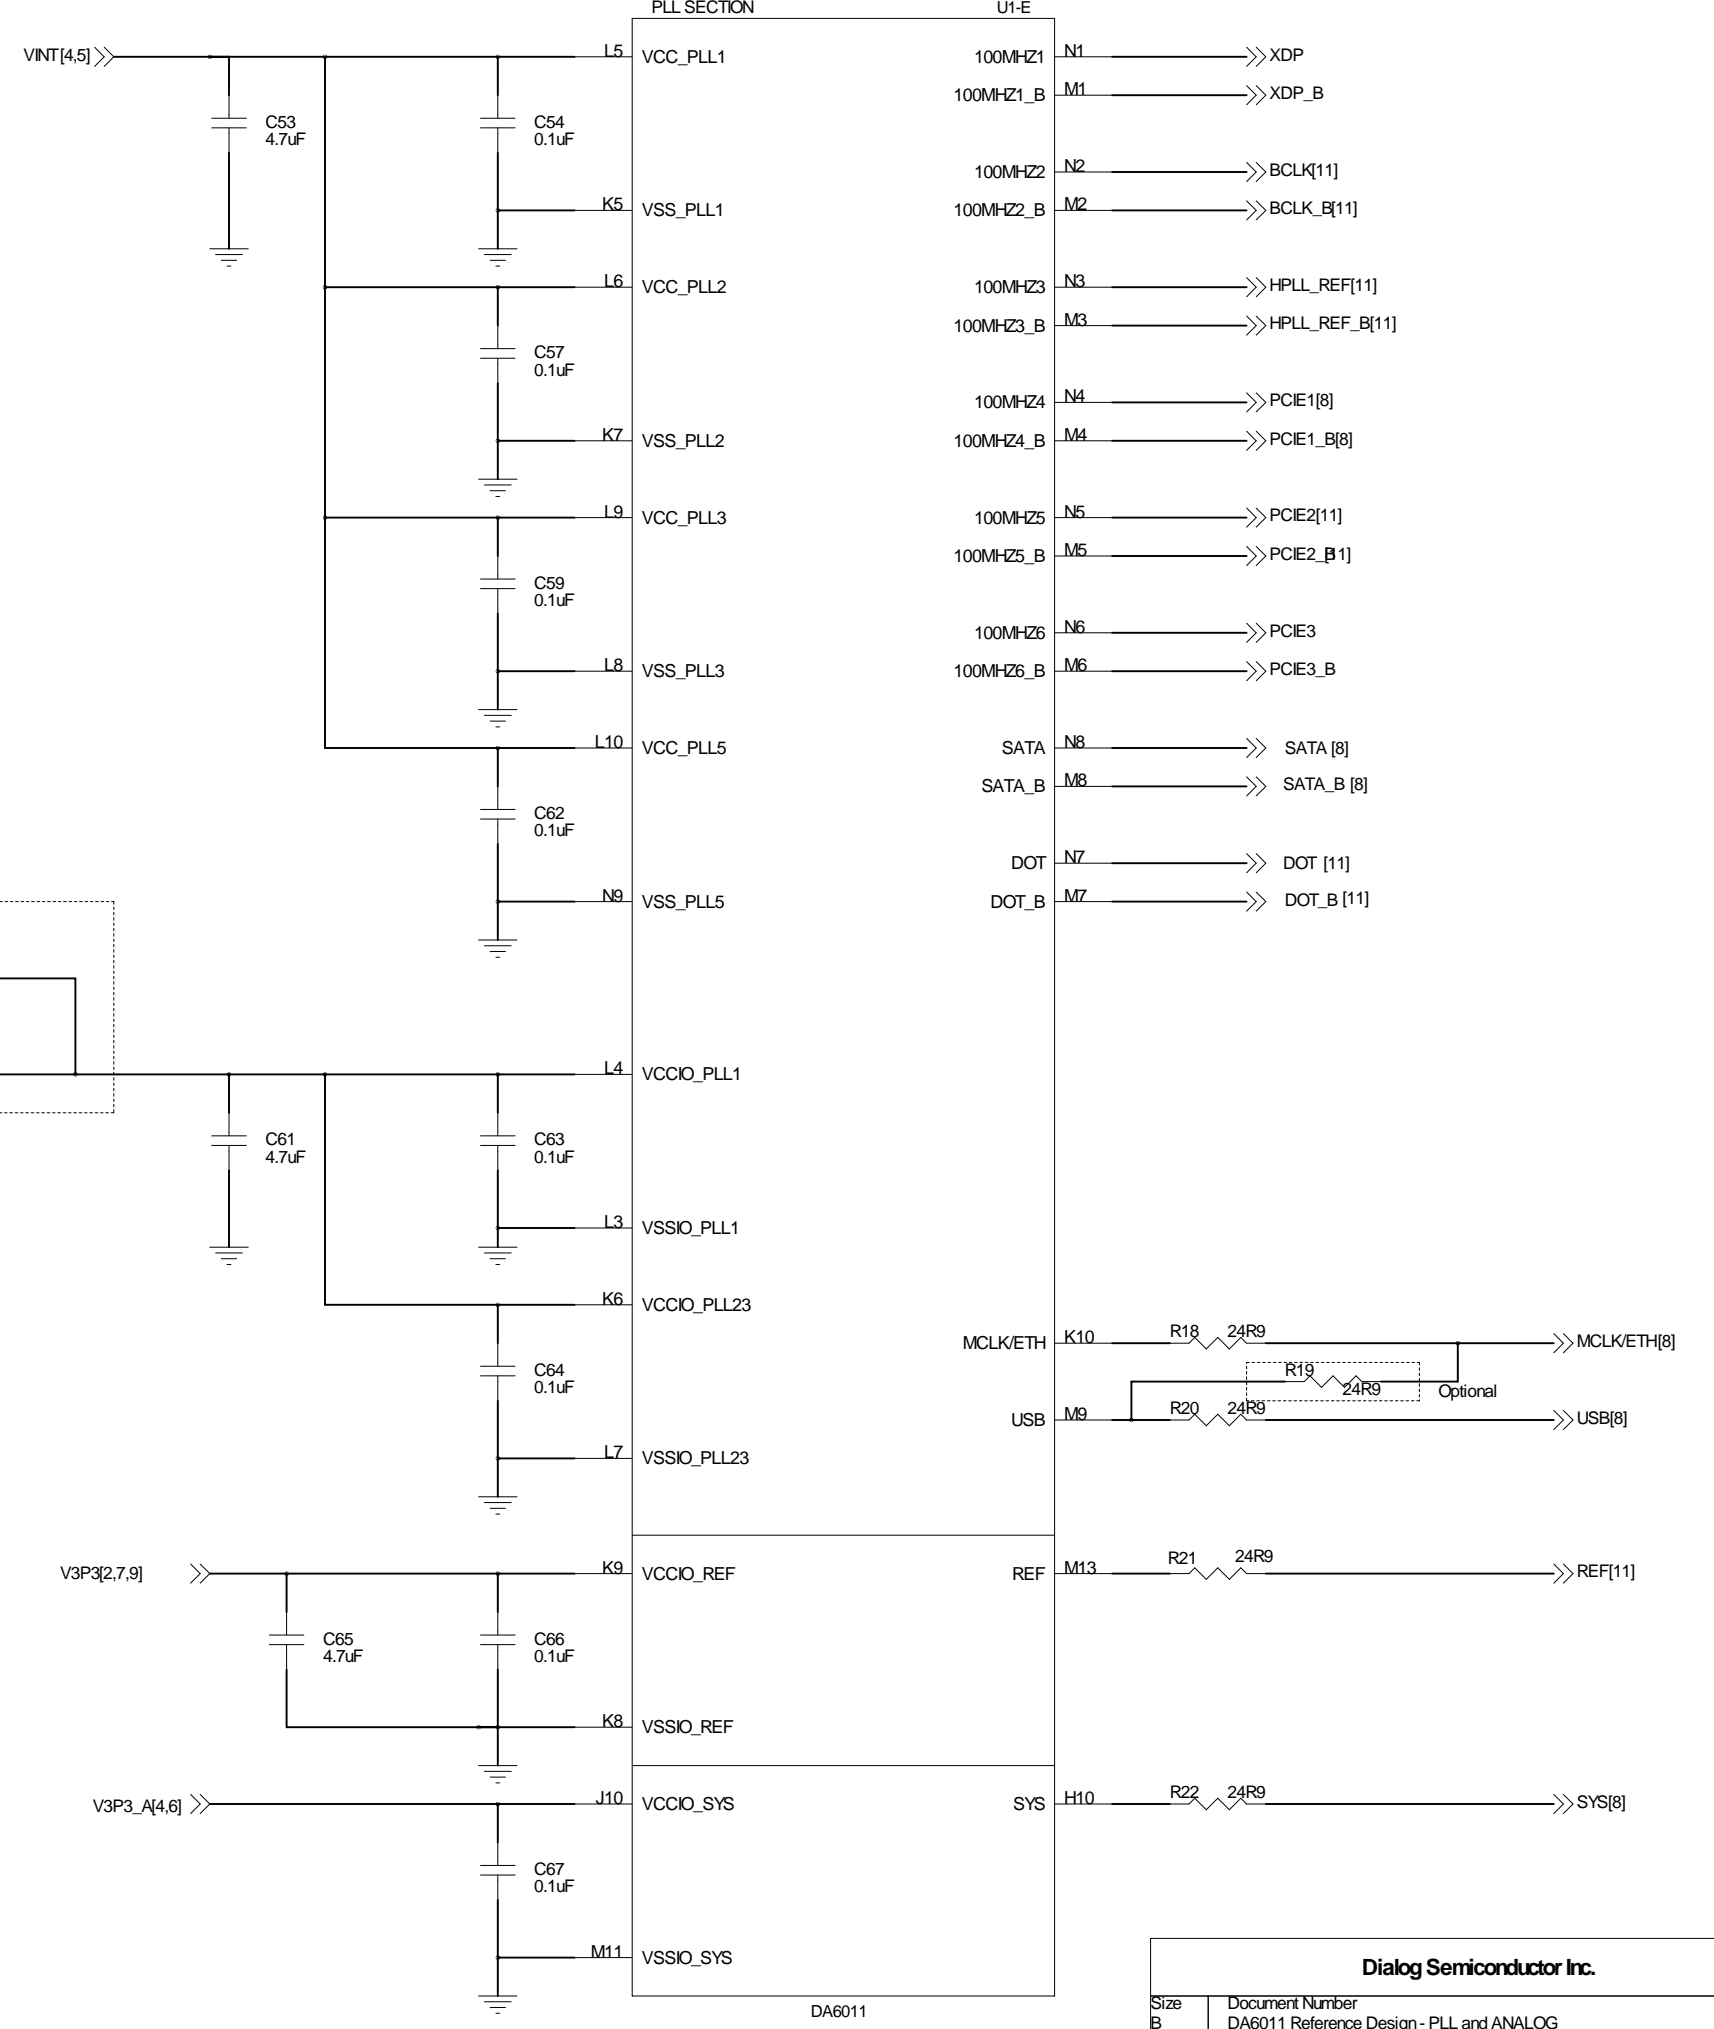 PLL SECTION U1-E
VINT[4,5] L5 VCC_PLL1 100MHZ1 N1 XDP
100MHZ1_B M1 XDP_B
C53 C54
4.7uF 0.1uF
100MHZ2 N2 BCLK[11]
K5 VSS_PLL1 100MHZ2_B M2 BCLK_B[11]
L6 VCC_PLL2 100MHZ3 N3 HPLL_REF[11]
100MHZ3_B M3 HPLL_REF_B[11]
C57
0.1uF
100MHZ4 N4 PCIE1[8]
K7 VSS_PLL2 100MHZ4_B M4 PCIE1_B[8]
L9 VCC_PLL3 100MHZ5 N5 PCIE2[11]
100MHZ5_B M5 PCIE2_B[11]
C59
0.1uF
100MHZ6 N6 PCIE3
L8 VSS_PLL3 100MHZ6_B M6 PCIE3_B
L10 VCC_PLL5 SATA N8 SATA [8]
SATA_B M8 SATA_B [8]
C62
0.1uF
DOT N7 DOT [11]
N9 VSS_PLL5 DOT_B M7 DOT_B [11]
L4 VCCIO_PLL1
C61 C63
4.7uF 0.1uF
L3 VSSIO_PLL1
K6 VCCIO_PLL23
MCLK/ETH K10 R18 24R9 MCLK/ETH[8]
C64
0.1uF
R19
24R9 Optional
USB M9 R20 24R9 USB[8]
L7 VSSIO_PLL23
V3P3[2,7,9] K9 VCCIO_REF REF M13 R21 24R9 REF[11]
C65 C66
4.7uF 0.1uF
K8 VSSIO_REF
V3P3_A[4,6] J10 VCCIO_SYS SYS H10 R22 24R9 SYS[8]
C67
0.1uF
M11 VSSIO_SYS
DA6011
Dialog Semiconductor Inc.
Size Document Number
B DA6011 Reference Design - PLL and ANALOG